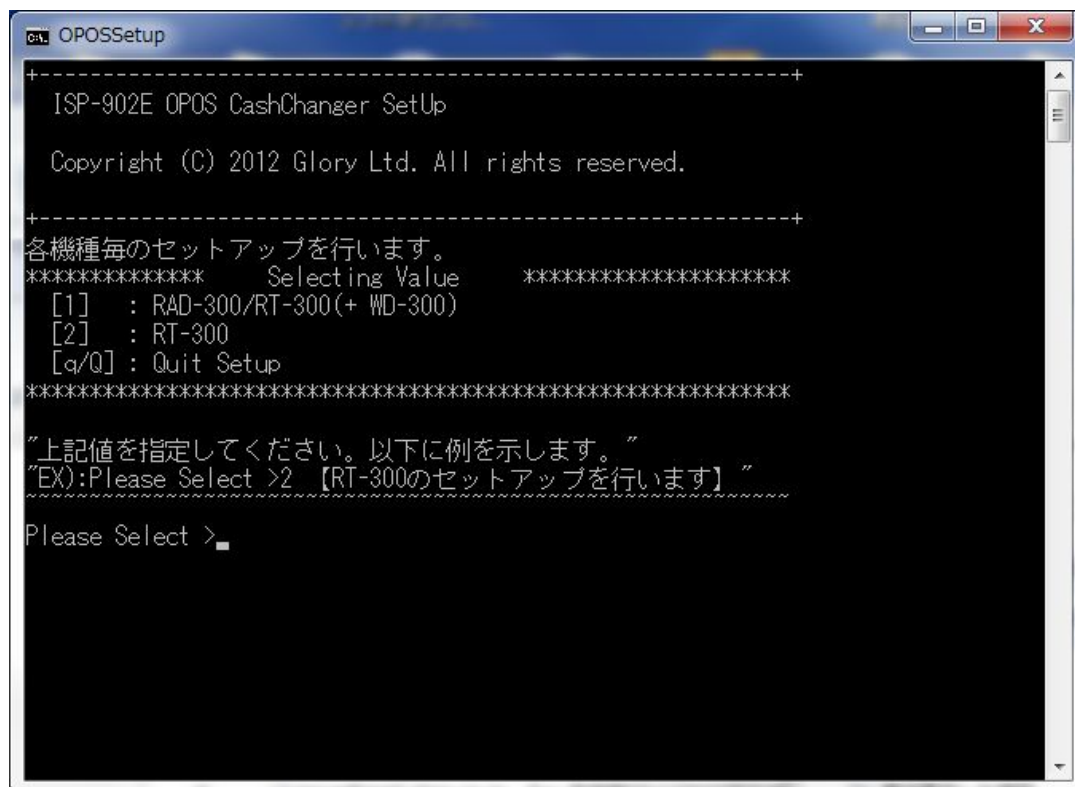 OPOSSetup
+-----------------------------------------------------------+
ISP-902E OPOS CashChanger SetUp
Copyright (C) 2012 Glory Ltd. All rights reserved.
+-----------------------------------------------------------+
各機種毎のセットアップを行います。
************** Selecting Value *********************
[1] : RAD-300/RT-300(+ WD-300)
[2] : RT-300
[q/Q] : Quit Setup
************************************************************
"上記値を指定してください。以下に例を示します。"
"EX):Please Select >2 【RT-300のセットアップを行います】 "
~~~~~~~~~~~~~~~~~~~~~~~~~~~~~~~~~~~~~~~~~~~~~~~~~~~~~~~~~~~~
Please Select >_